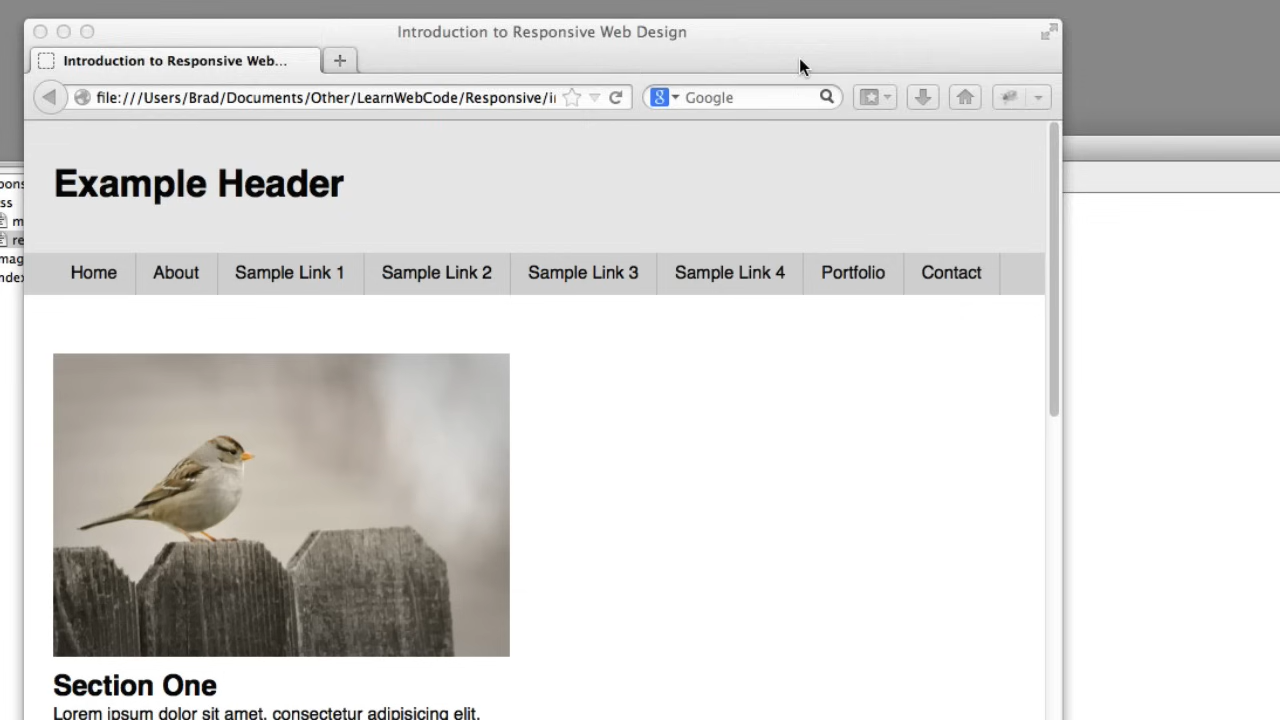 Introduction to Responsive Web Design
Introduction to Responsive Web...
file:///Users/Brad/Documents/Other/LearnWebCode/Responsive/i
Google
Example Header
Home About Sample Link 1 Sample Link 2 Sample Link 3 Sample Link 4 Portfolio Contact
Section One
Lorem ipsum dolor sit amet, consectetur adipisicing elit.